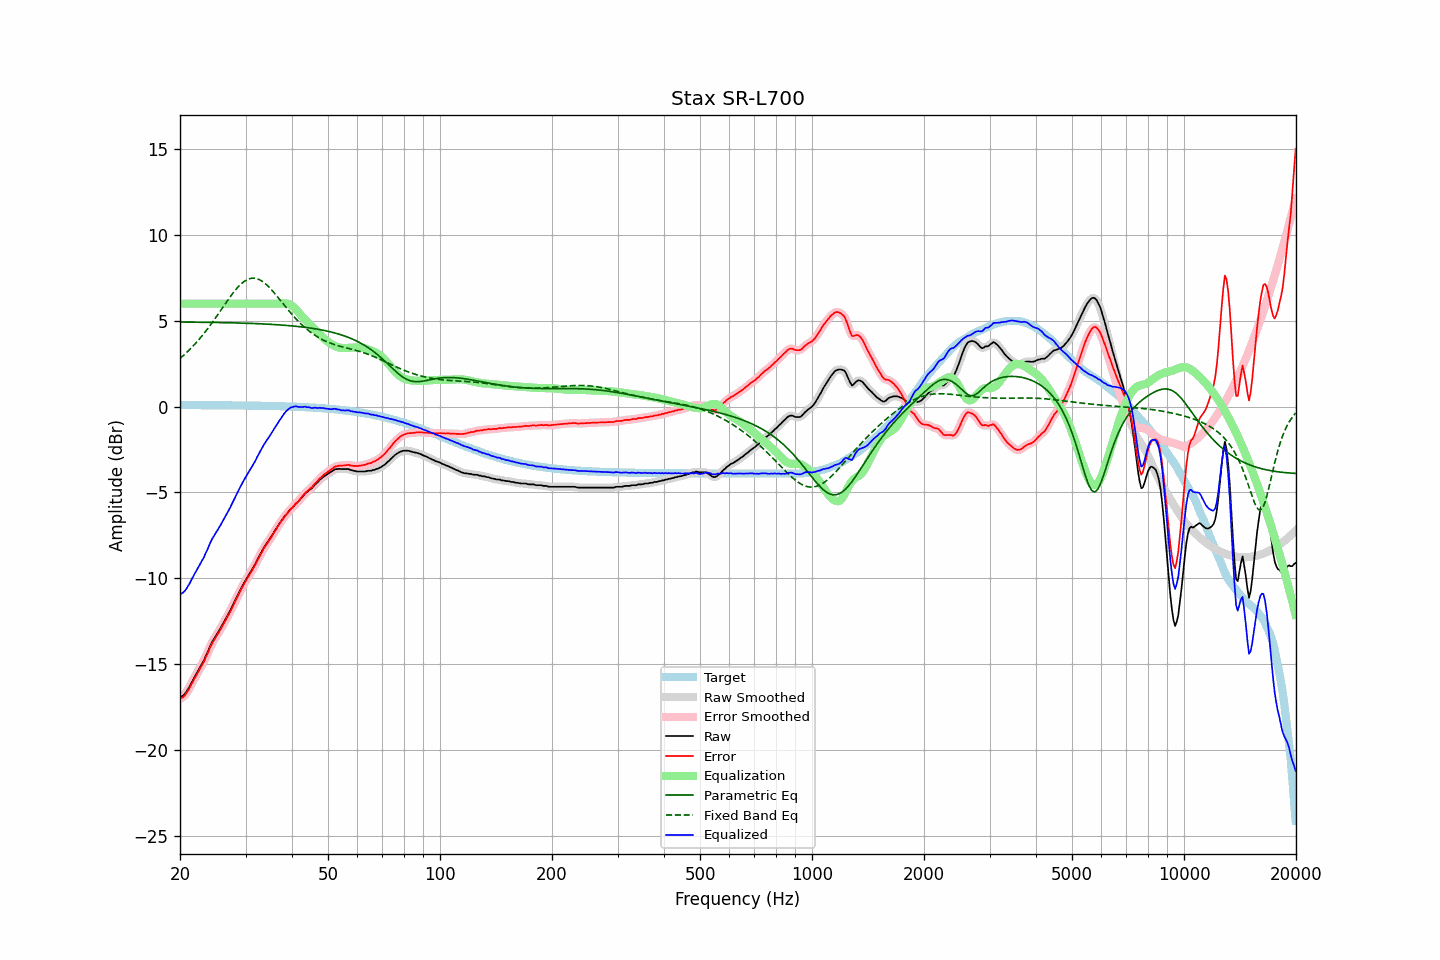 Stax SR-L700
Amplitude (dBr)
15
10
5
0
−5
−10
−15
−20
−25
20
50
100
200
500
1000
2000
5000
10000
20000
Frequency (Hz)
Target
Raw Smoothed
Error Smoothed
Raw
Error
Equalization
Parametric Eq
Fixed Band Eq
Equalized